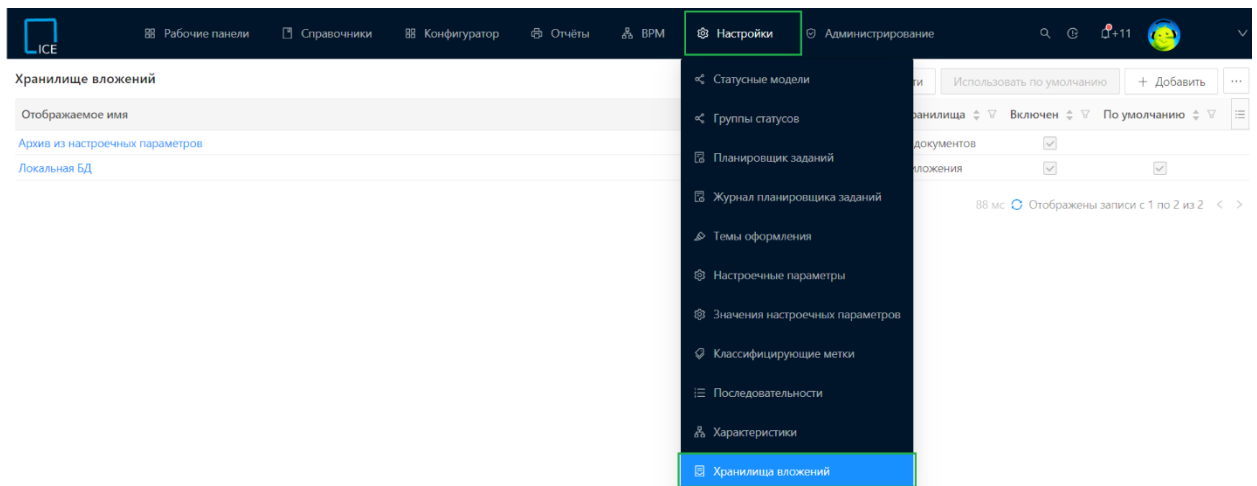 ICE Рабочие панели Справочники Конфигуратор Отчёты BPM Настройки Администрирование +11
Хранилище вложений
Использовать по умолчанию + Добавить ...
Отображаемое имя
Включен По умолчанию
Архив из настроечных параметров
документов
Локальная БД
88 мс Отображены записи с 1 по 2 из 2 < >
Статусные модели
Группы статусов
Планировщик заданий
Журнал планировщика заданий
Темы оформления
Настроечные параметры
Значения настроечных параметров
Классифицирующие метки
Последовательности
Характеристики
Хранилища вложений